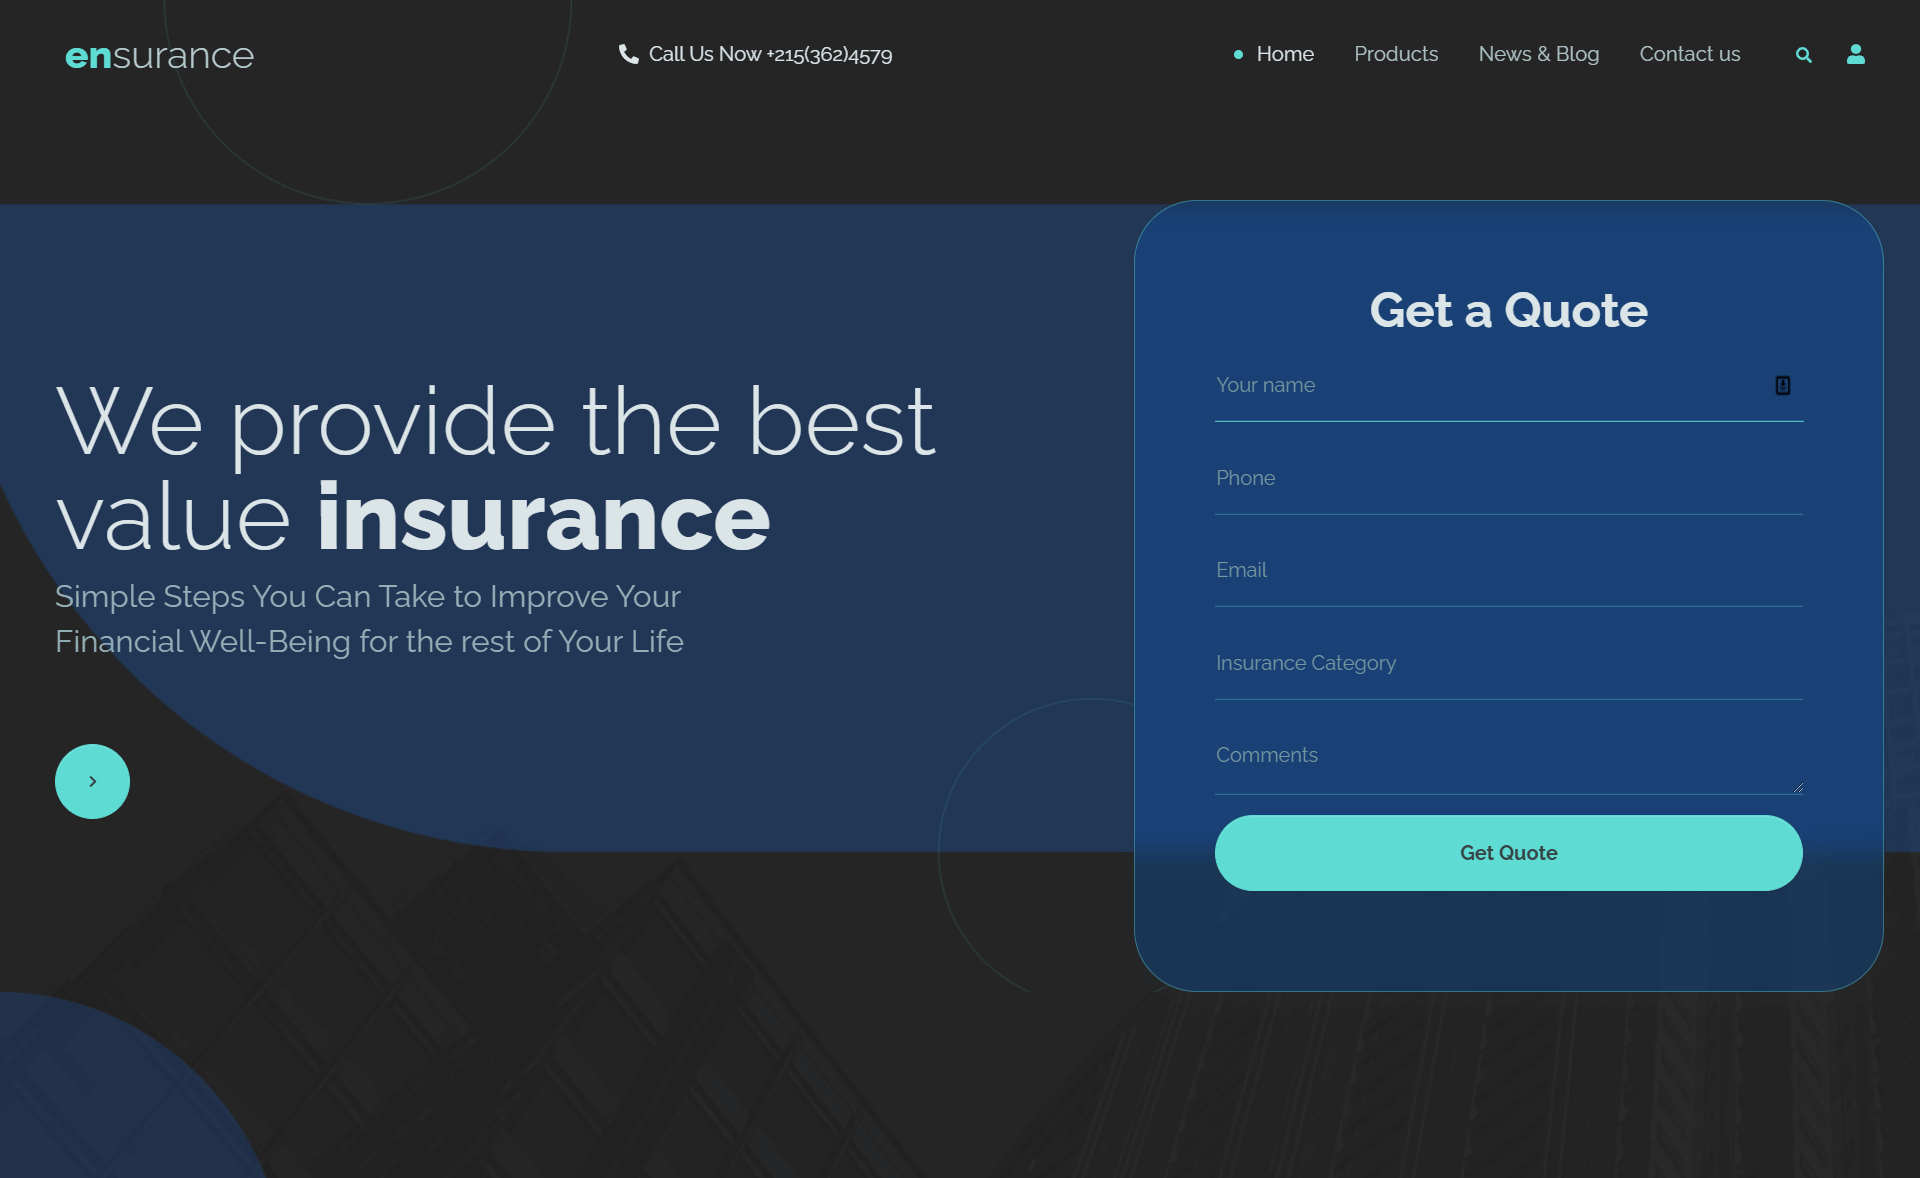 ensurance
Call Us Now +215(362)4579
Home
Products
News & Blog
Contact us
We provide the best
value insurance
Simple Steps You Can Take to Improve Your
Financial Well-Being for the rest of Your Life
Get a Quote
Your name
Phone
Email
Insurance Category
Comments
Get Quote